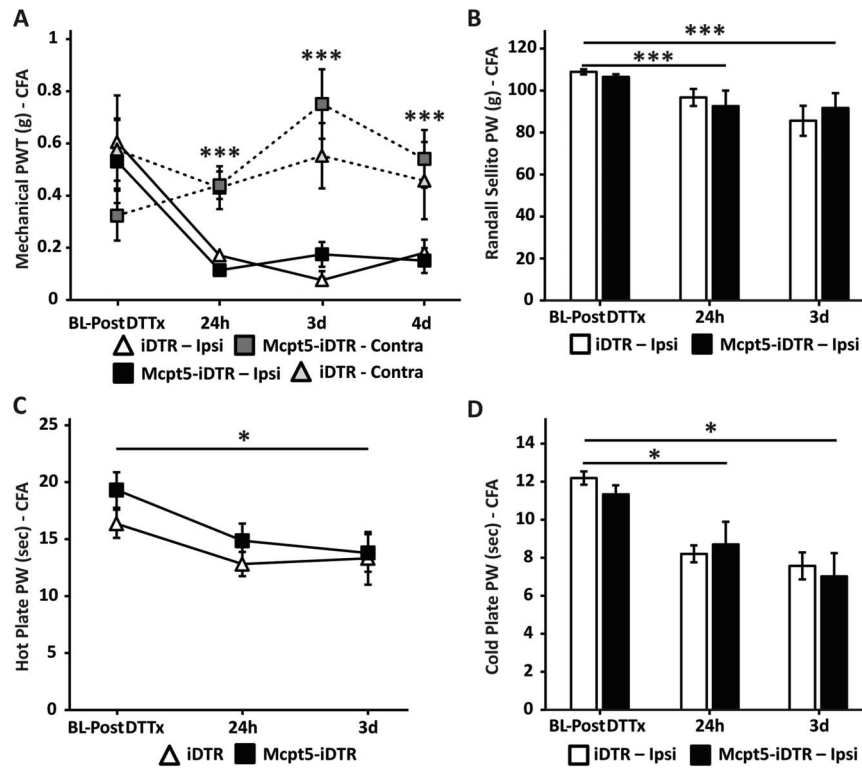 A
Mechanical PWT (g) - CFA
1
0.8
0.6
0.4
0.2
0
***
***
***
BL-PostDTTx 24h 3d 4d
iDTR – Ipsi Mcpt5-iDTR - Contra
Mcpt5-iDTR – Ipsi iDTR - Contra
B
Randall Sellito PW (g) - CFA
120
100
80
60
40
20
0
***
***
BL-PostDTTx 24h 3d
iDTR – Ipsi Mcpt5-iDTR – Ipsi
C
Hot Plate PW (sec) - CFA
25
20
15
10
5
0
*
BL-PostDTTx 24h 3d
iDTR Mcpt5-iDTR
D
Cold Plate PW (sec) - CFA
14
12
10
8
6
4
2
0
*
*
BL-PostDTTx 24h 3d
iDTR – Ipsi Mcpt5-iDTR – Ipsi